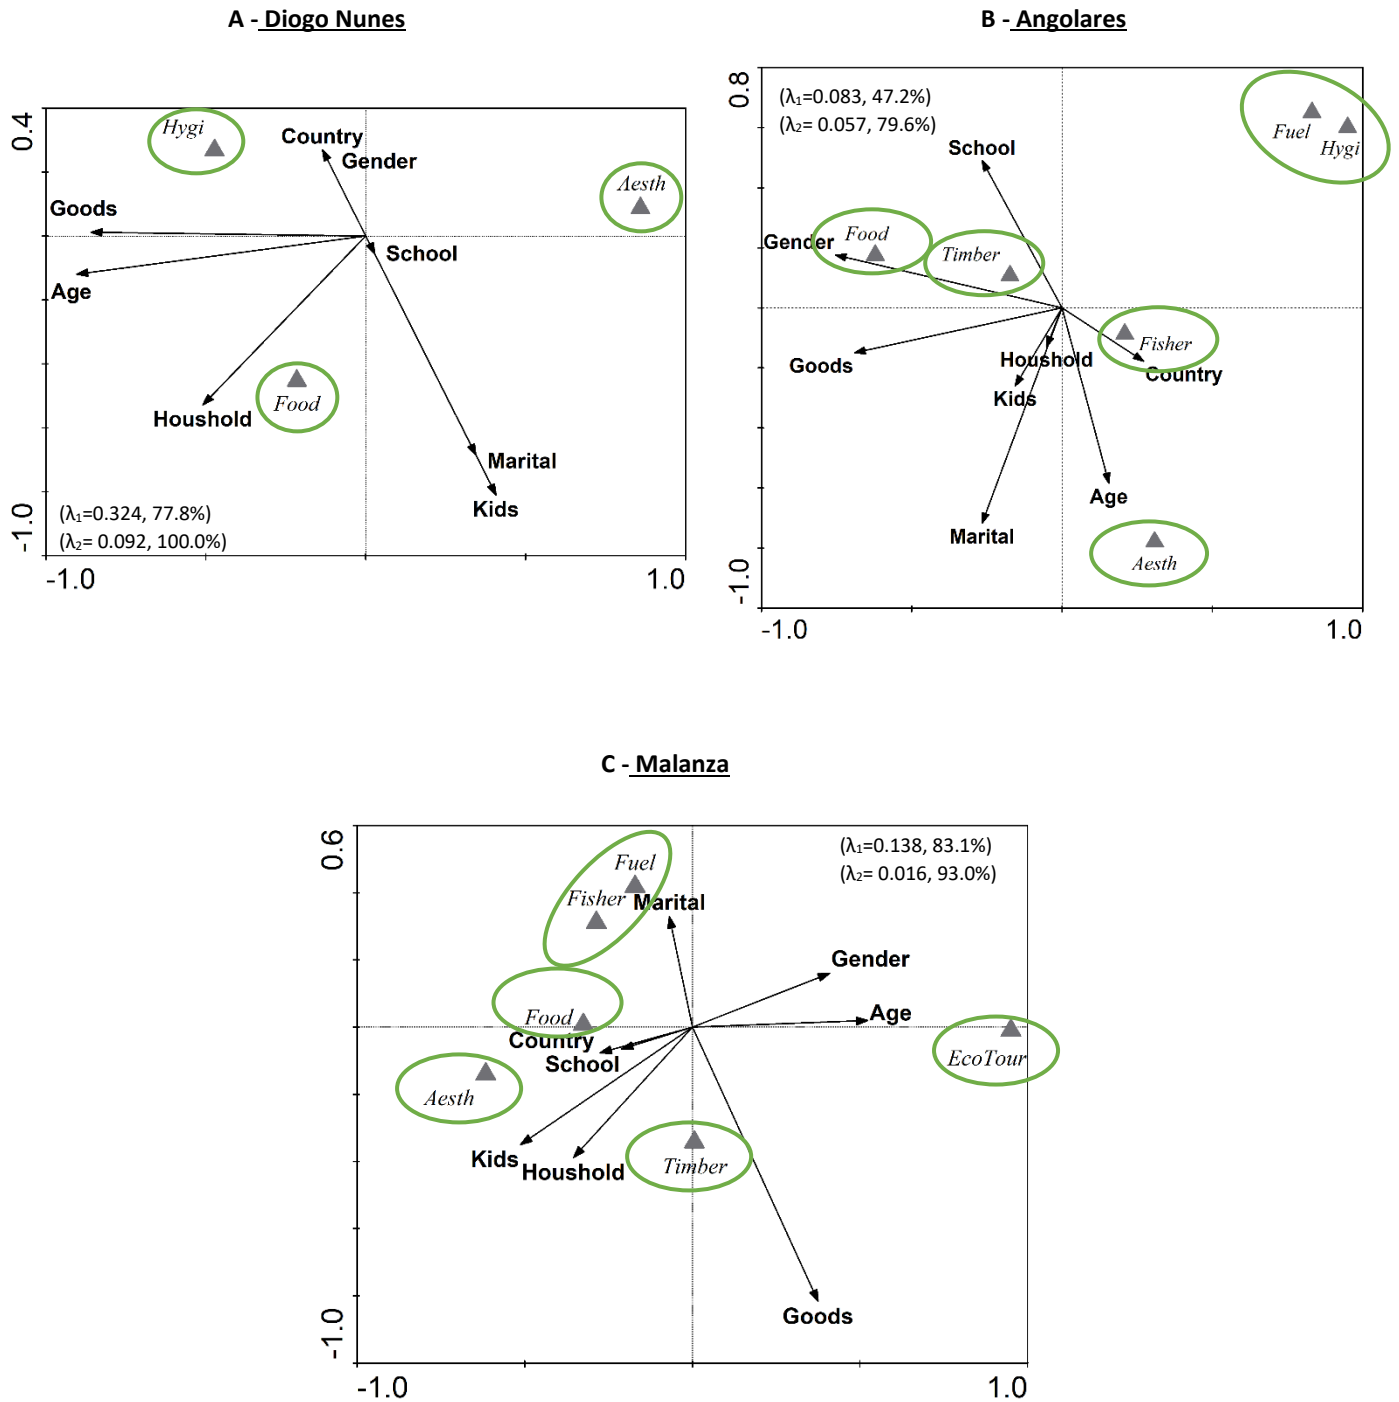 A - Diogo Nunes
0.4
Hygi
Country
Gender
Aesth
Goods
School
Age
Houshold
Food
Marital
Kids
(λ1=0.324, 77.8%)
(λ2= 0.092, 100.0%)
-1.0
-1.0
1.0
B - Angolares
0.8
(λ1=0.083, 47.2%)
(λ2= 0.057, 79.6%)
School
Fuel
Hygi
Gender
Food
Timber
Fisher
Goods
Houshold
Country
Kids
Age
Marital
Aesth
-1.0
-1.0
1.0
C - Malanza
0.6
(λ1=0.138, 83.1%)
(λ2= 0.016, 93.0%)
Fuel
Fisher
Marital
Gender
Age
Food
Country
School
EcoTour
Aesth
Kids
Houshold
Timber
Goods
-1.0
-1.0
1.0